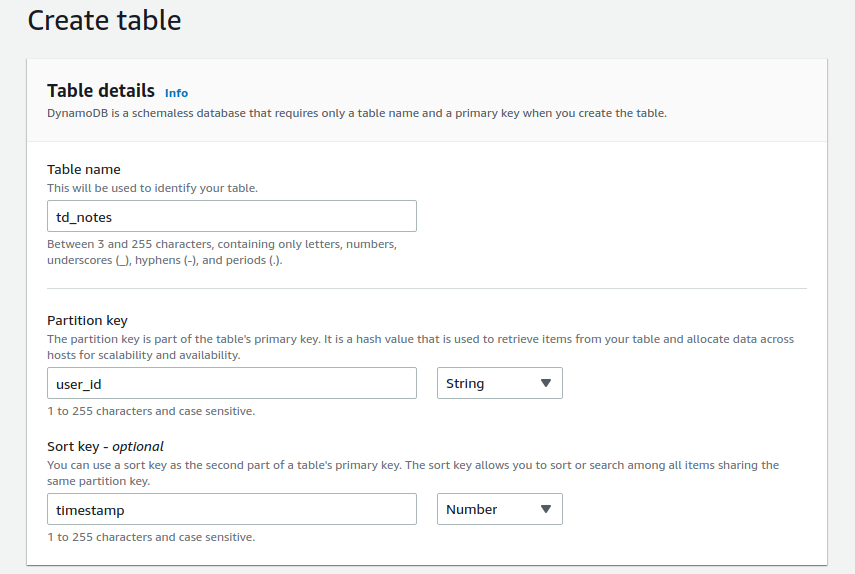 Create table
Table details Info
DynamoDB is a schemaless database that requires only a table name and a primary key when you create the table.
Table name
This will be used to identify your table.
td_notes
Between 3 and 255 characters, containing only letters, numbers,
underscores (_), hyphens (-), and periods (.).
Partition key
The partition key is part of the table's primary key. It is a hash value that is used to retrieve items from your table and allocate data across
hosts for scalability and availability.
user_id String
1 to 255 characters and case sensitive.
Sort key - optional
You can use a sort key as the second part of a table's primary key. The sort key allows you to sort or search among all items sharing the
same partition key.
timestamp Number
1 to 255 characters and case sensitive.